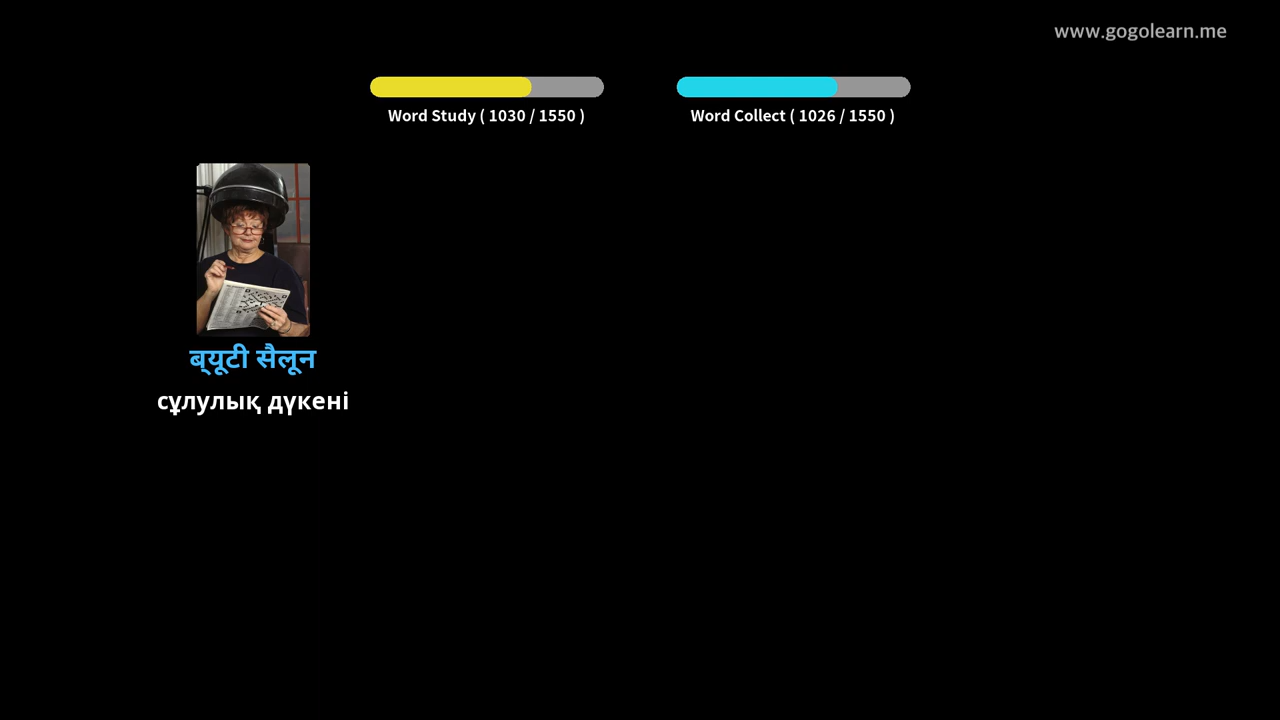 www.gogolearn.me
Word Study ( 1030 / 1550 )
Word Collect ( 1026 / 1550 )
ब्यूटी सैलून
сұлулық дүкені